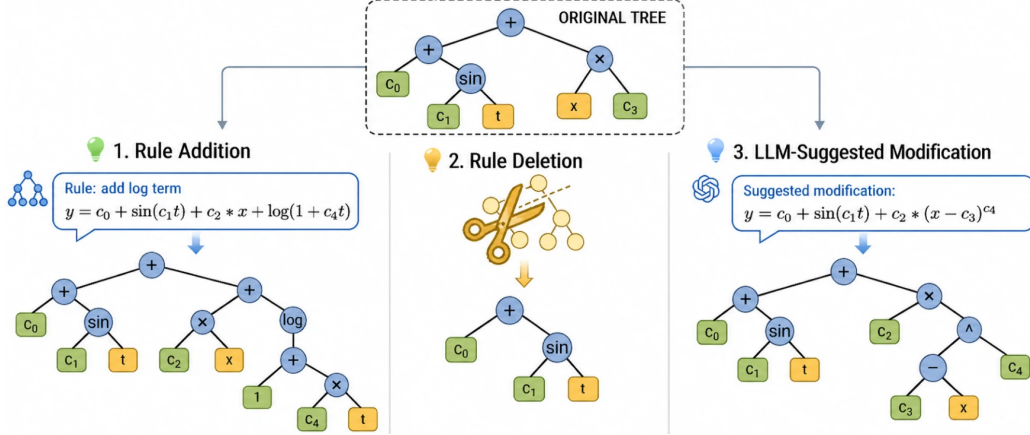 ORIGINAL TREE
+
+ ×
c₀ sin
c₁ t x c₃
1. Rule Addition
Rule: add log term
y = c₀ + sin(c₁t) + c₂ * x + log(1 + c₄t)
+
+ +
c₀ sin × log
c₁ t c₂ x +
1 ×
c₄ t
2. Rule Deletion
+
c₀ sin
c₁ t
3. LLM-Suggested Modification
Suggested modification:
y = c₀ + sin(c₁t) + c₂ * (x − c₃)^c₄
+
+ ×
c₀ sin c₂ ^
c₁ t − c₄
c₃ x